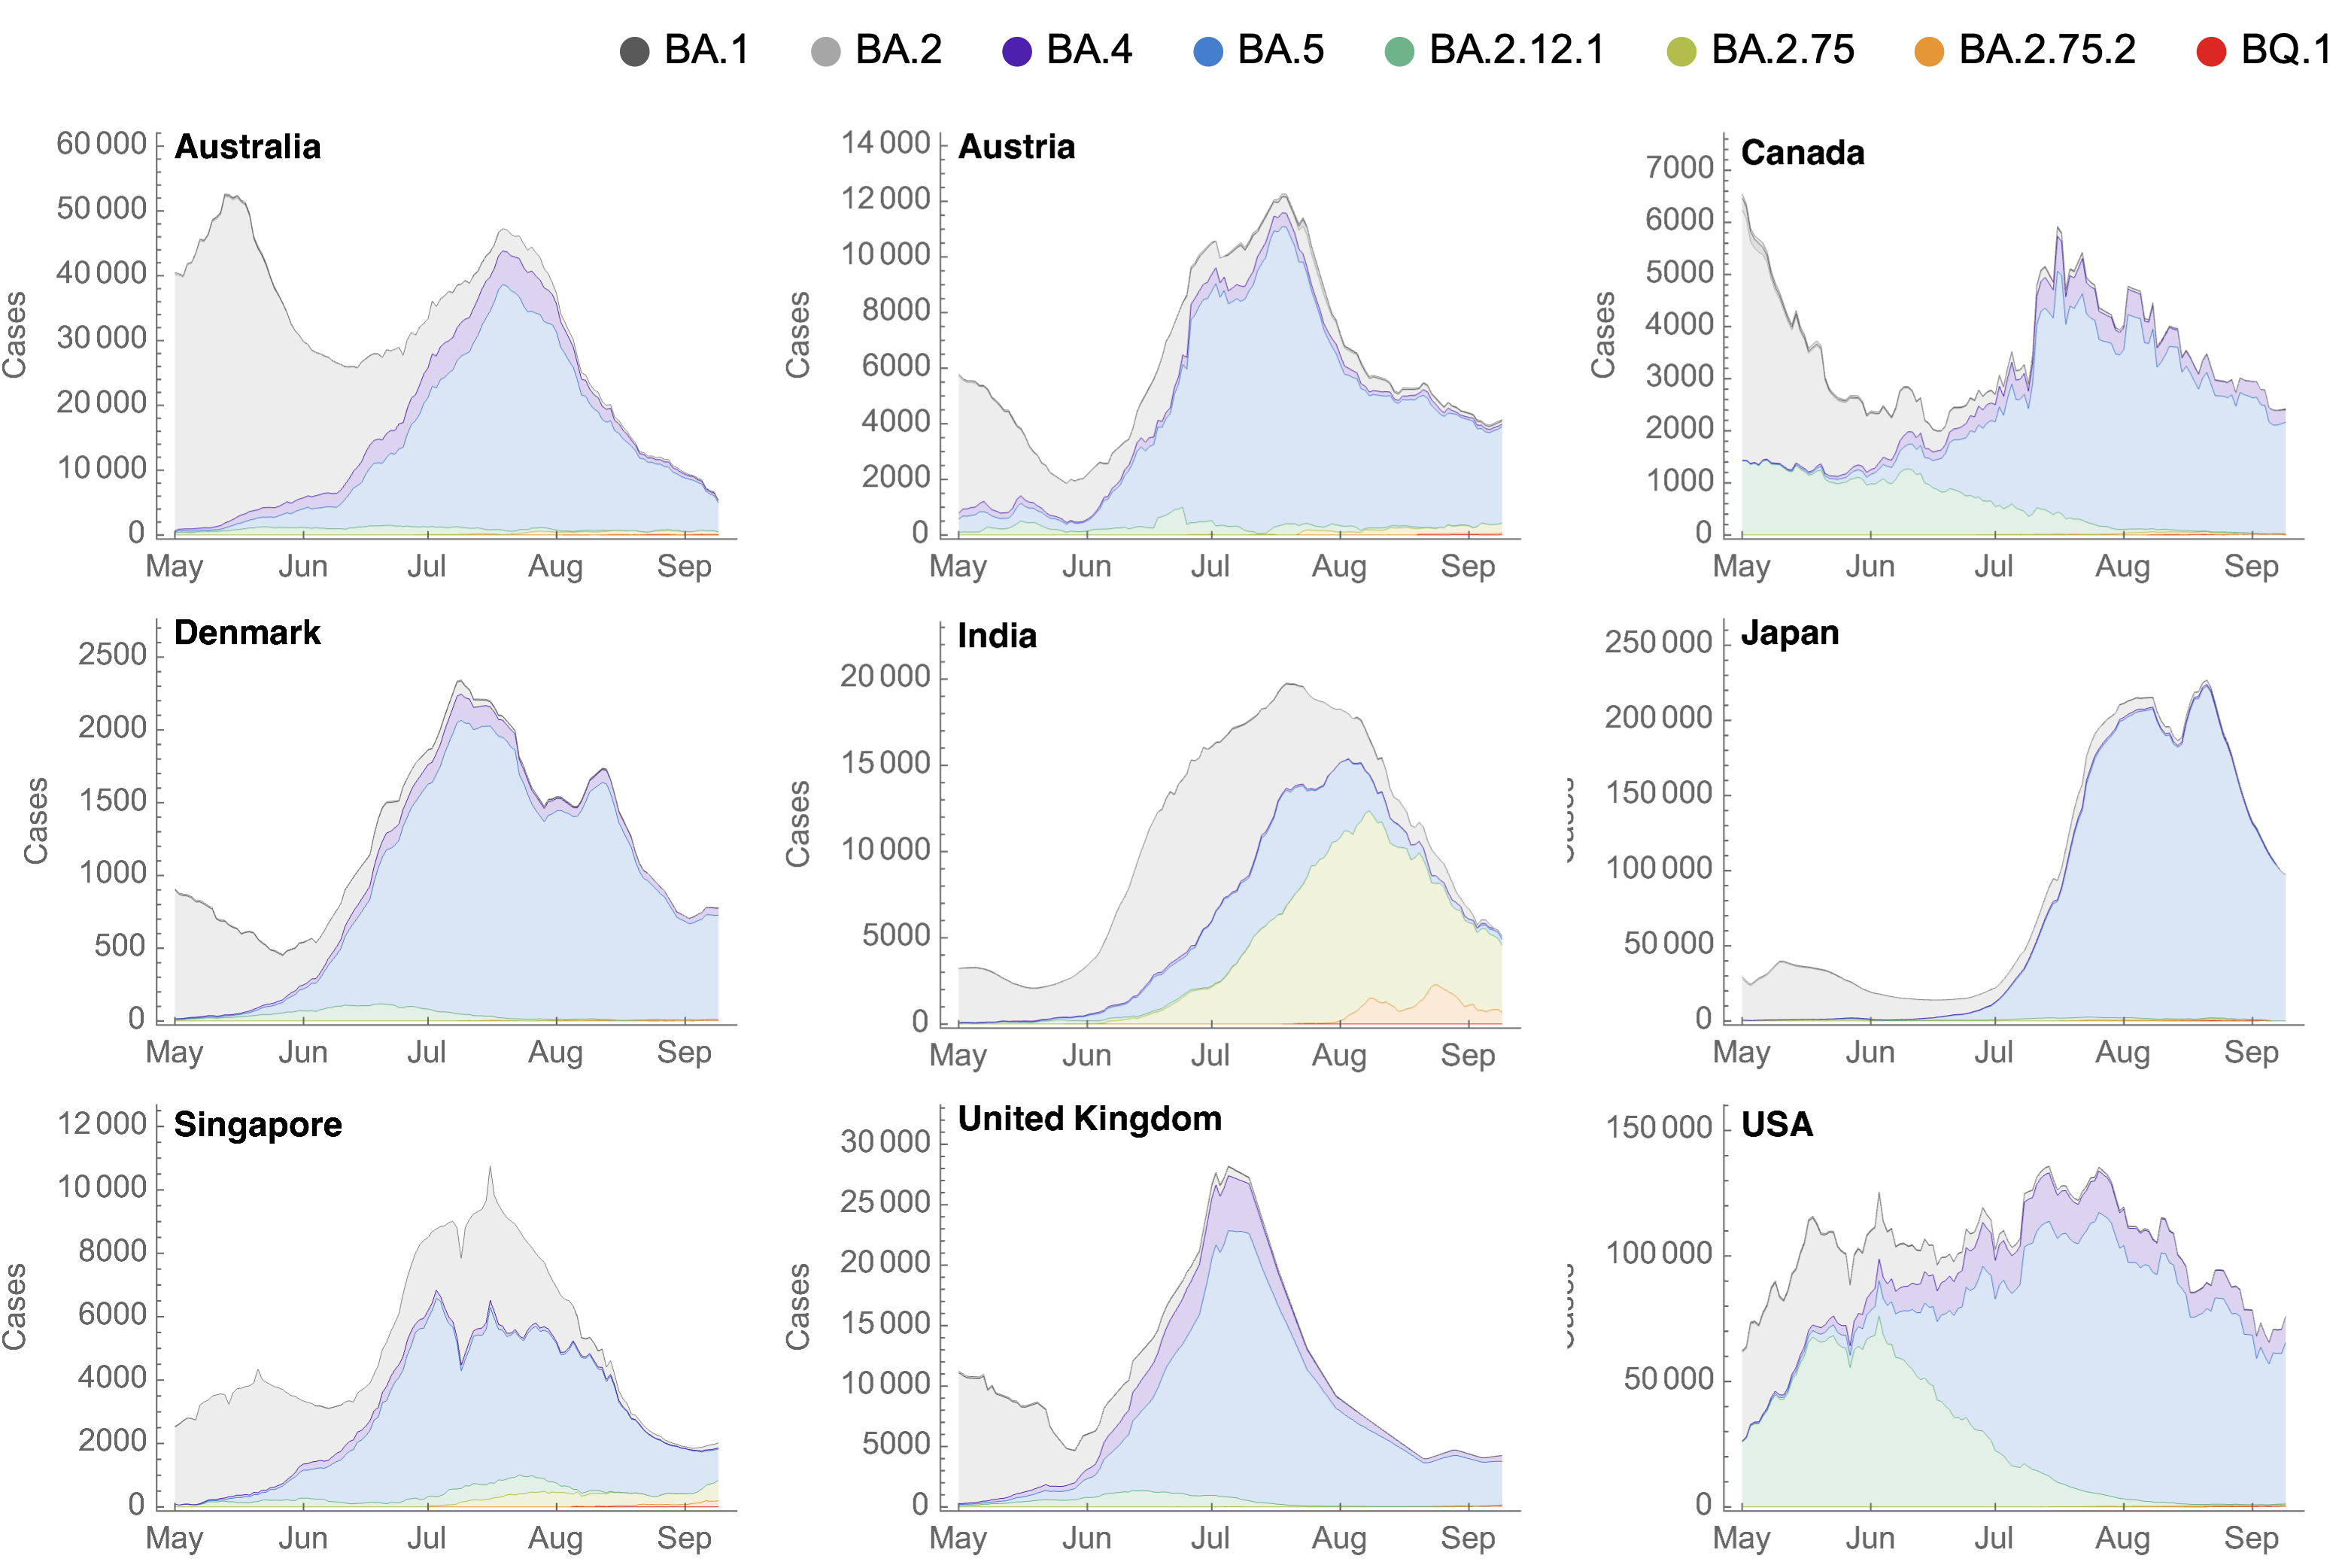 BA.1 BA.2 BA.4 BA.5 BA.2.12.1 BA.2.75 BA.2.75.2 BQ.1
Australia
Cases
60 000
50 000
40 000
30 000
20 000
10 000
0
May Jun Jul Aug Sep
Austria
Cases
14 000
12 000
10 000
8000
6000
4000
2000
0
May Jun Jul Aug Sep
Canada
Cases
7000
6000
5000
4000
3000
2000
1000
0
May Jun Jul Aug Sep
Denmark
Cases
2500
2000
1500
1000
500
0
May Jun Jul Aug Sep
India
Cases
20 000
15 000
10 000
5000
0
May Jun Jul Aug Sep
Japan
Cases
250 000
200 000
150 000
100 000
50 000
0
May Jun Jul Aug Sep
Singapore
Cases
12 000
10 000
8000
6000
4000
2000
0
May Jun Jul Aug Sep
United Kingdom
Cases
30 000
25 000
20 000
15 000
10 000
5000
0
May Jun Jul Aug Sep
USA
Cases
150 000
100 000
50 000
0
May Jun Jul Aug Sep